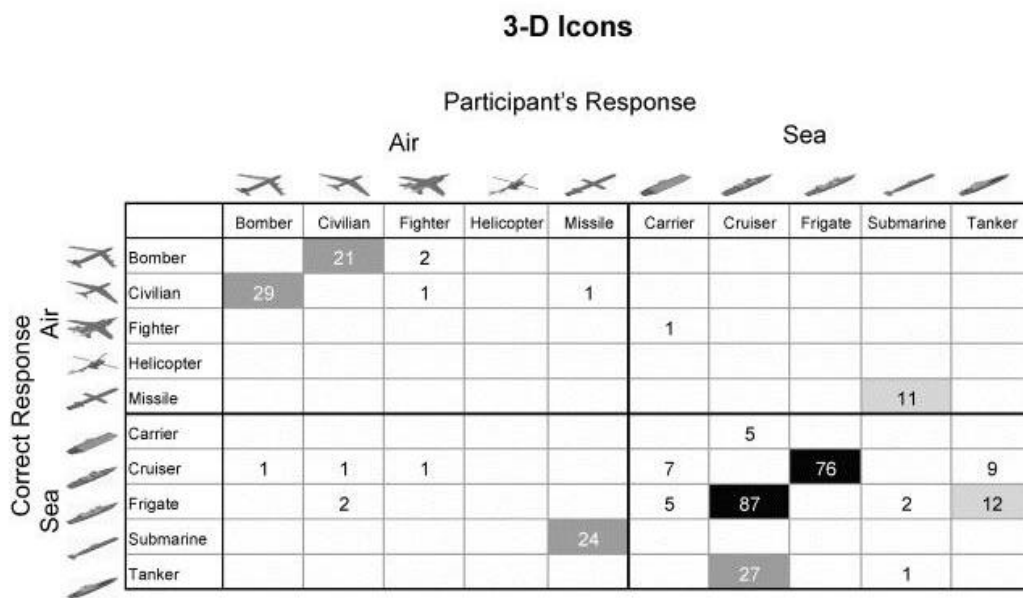 3-D Icons
Participant's Response
Air Sea
Bomber Civilian Fighter Helicopter Missile Carrier Cruiser Frigate Submarine Tanker
Correct Response
Air
Bomber 21 2
Civilian 29 1 1
Fighter 1
Helicopter
Missile 11
Sea
Carrier 5
Cruiser 1 1 1 7 76 9
Frigate 2 5 87 2 12
Submarine 24
Tanker 27 1